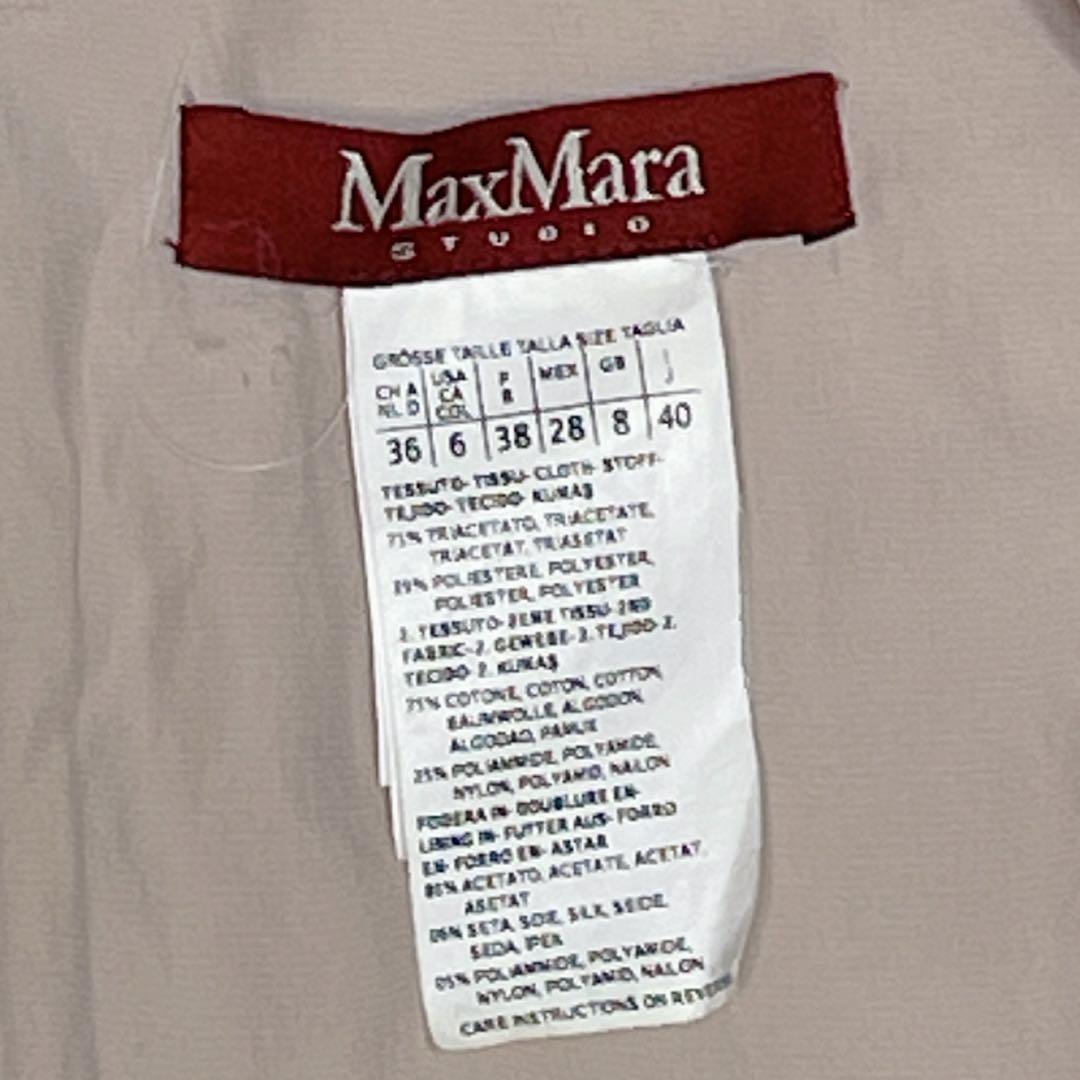 MaxMara
STUDIO
GRÖSSE TAILLE TALLA SIZE TAGLIA
CH A USA F MEX GB J
NL D CA B
COL
36 6 38 28 8 40
TESSUTO- TISSU- CLOTH- STOFF-
TEJIDO- TECIDO- KUMAŞ
71% TRIACETATO, TRIACETATE,
TRIACETAT, TRIASETAT
29% POLIESTERE, POLYESTER,
POLIESTER, POLYESTER
2. TESSUTO- 2EME TISSU- 2ND
FABRIC- 2. GEWEBE- 2. TEJIDO- 2.
TECIDO- 2. KUMAŞ
75% COTONE, COTON, COTTON,
BAUMWOLLE, ALGODON,
ALGODAO, PAMUK
25% POLIAMMIDE, POLYAMIDE,
NYLON, POLYAMID, NAILON
FODERA IN- DOUBLURE EN-
LINING IN- FUTTER AUS- FORRO
EN- FORRO EN- ASTAR
ACETATO, ACETATE, ACETAT,
ASETAT
SETA, SOIE, SILK, SEIDE,
SEDA, IPEK
05% POLIAMMIDE, POLYAMIDE,
NYLON, POLYAMID, NAILON
CARE INSTRUCTIONS ON